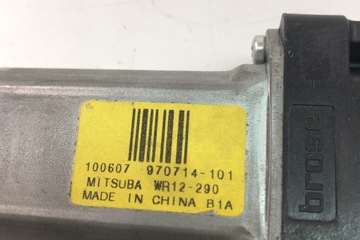 100607 970714-101
MITSUBA WR12-290
MADE IN CHINA B1A
brose